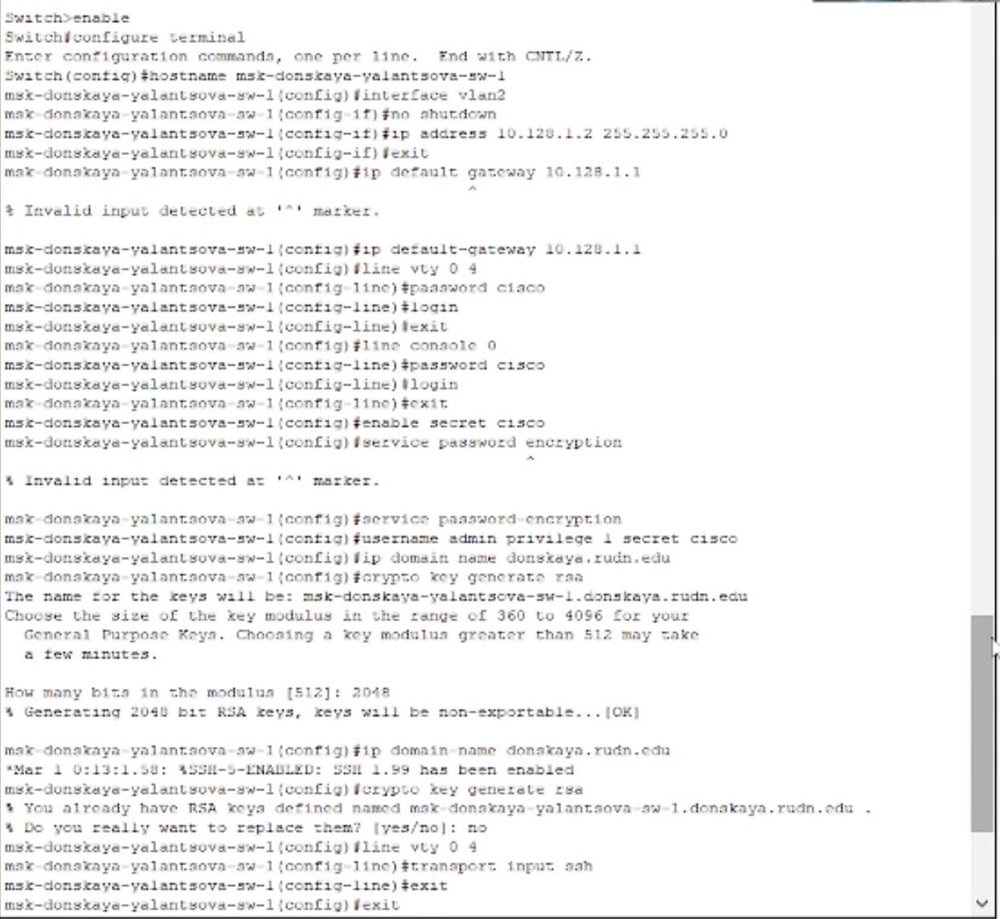 Switch>enable
Switch#configure terminal
Enter configuration commands, one per line.  End with CNTL/Z.
Switch(config)#hostname msk-donskaya-yalantsova-sw-1
msk-donskaya-yalantsova-sw-1(config)#interface vlan2
msk-donskaya-yalantsova-sw-1(config-if)#no shutdown
msk-donskaya-yalantsova-sw-1(config-if)#ip address 10.128.1.2 255.255.255.0
msk-donskaya-yalantsova-sw-1(config-if)#exit
msk-donskaya-yalantsova-sw-1(config)#ip default gateway 10.128.1.1
^
% Invalid input detected at '^' marker.
msk-donskaya-yalantsova-sw-1(config)#ip default-gateway 10.128.1.1
msk-donskaya-yalantsova-sw-1(config)#line vty 0 4
msk-donskaya-yalantsova-sw-1(config-line)#password cisco
msk-donskaya-yalantsova-sw-1(config-line)#login
msk-donskaya-yalantsova-sw-1(config-line)#exit
msk-donskaya-yalantsova-sw-1(config)#line console 0
msk-donskaya-yalantsova-sw-1(config-line)#password cisco
msk-donskaya-yalantsova-sw-1(config-line)#login
msk-donskaya-yalantsova-sw-1(config-line)#exit
msk-donskaya-yalantsova-sw-1(config)#enable secret cisco
msk-donskaya-yalantsova-sw-1(config)#service password encryption
^
% Invalid input detected at '^' marker.
msk-donskaya-yalantsova-sw-1(config)#service password-encryption
msk-donskaya-yalantsova-sw-1(config)#username admin privilege 1 secret cisco
msk-donskaya-yalantsova-sw-1(config)#ip domain name donskaya.rudn.edu
msk-donskaya-yalantsova-sw-1(config)#crypto key generate rsa
The name for the keys will be: msk-donskaya-yalantsova-sw-1.donskaya.rudn.edu
Choose the size of the key modulus in the range of 360 to 4096 for your
General Purpose Keys. Choosing a key modulus greater than 512 may take
a few minutes.
How many bits in the modulus [512]: 2048
% Generating 2048 bit RSA keys, keys will be non-exportable...[OK]
msk-donskaya-yalantsova-sw-1(config)#ip domain-name donskaya.rudn.edu
*Mar 1 0:13:1.58: %SSH-5-ENABLED: SSH 1.99 has been enabled
msk-donskaya-yalantsova-sw-1(config)#crypto key generate rsa
% You already have RSA keys defined named msk-donskaya-yalantsova-sw-1.donskaya.rudn.edu .
% Do you really want to replace them? [yes/no]: no
msk-donskaya-yalantsova-sw-1(config)#line vty 0 4
msk-donskaya-yalantsova-sw-1(config-line)#transport input ssh
msk-donskaya-yalantsova-sw-1(config-line)#exit
msk-donskaya-yalantsova-sw-1(config)#exit